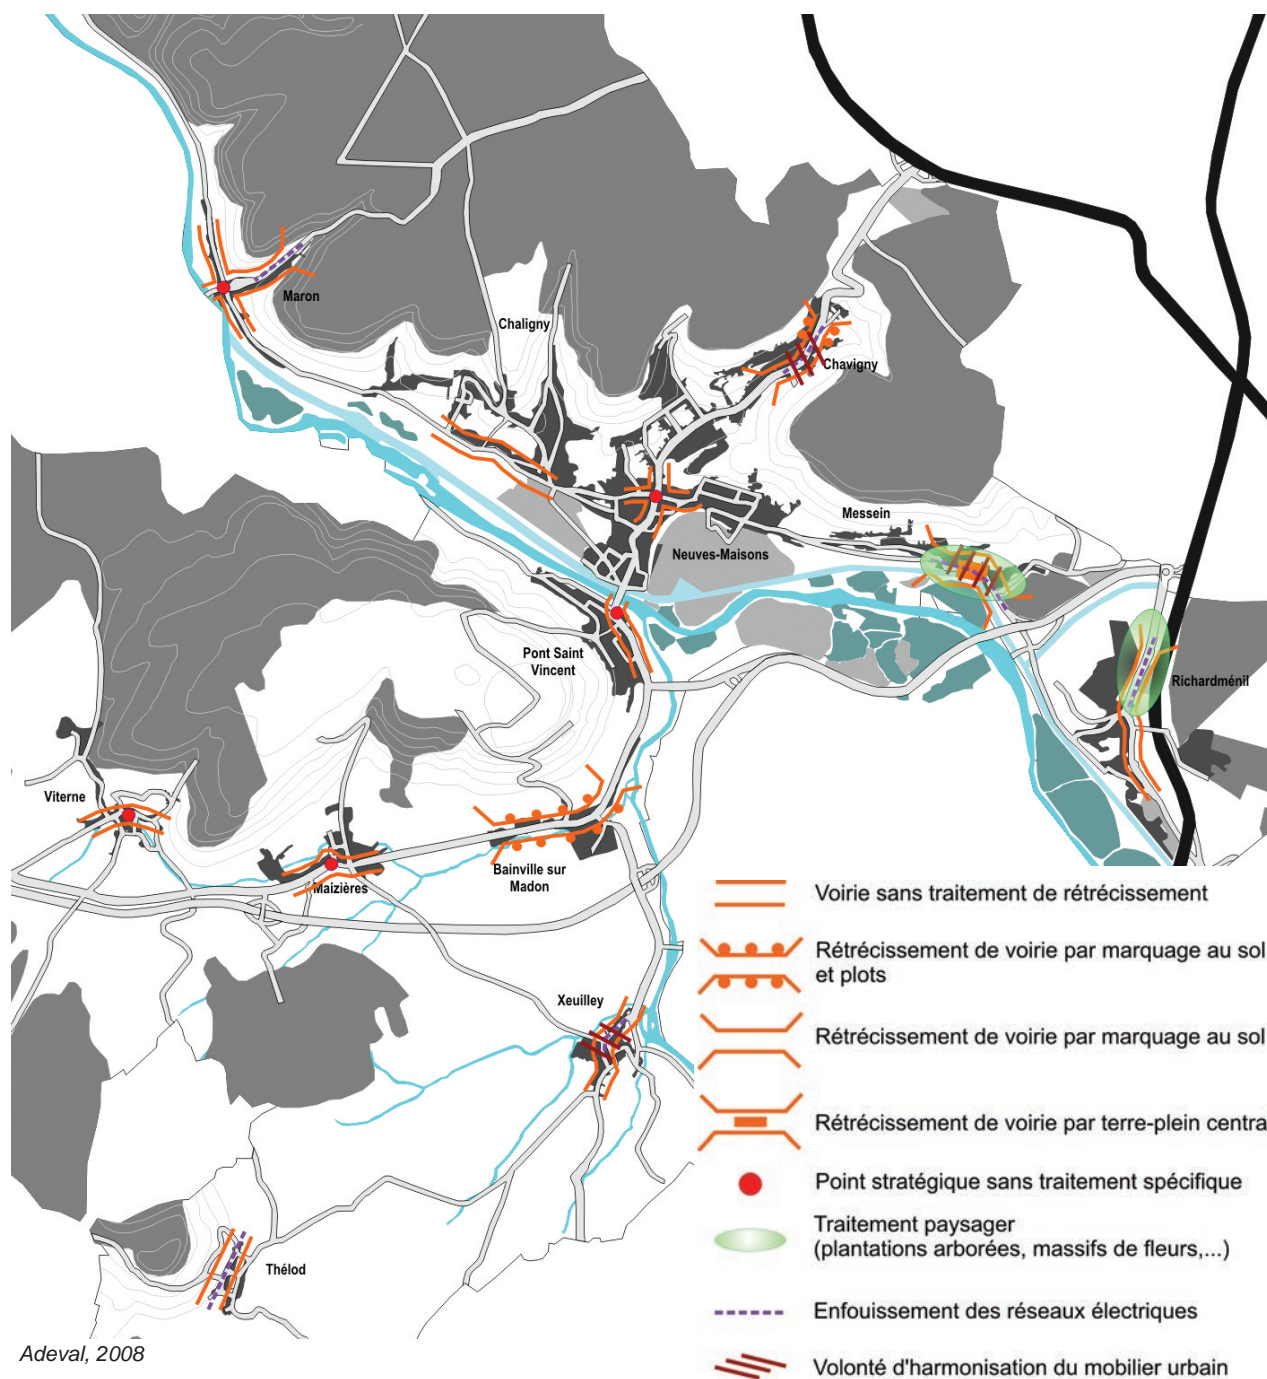 Maron
Chaligny
Chavigny
Messein
Neuves-Maisons
Pont Saint
Vincent
Richardménil
Viterne
Maizières
Bainville sur
Madon
Xeuilley
Thélod
Voirie sans traitement de rétrécissement
Rétrécissement de voirie par marquage au sol
et plots
Rétrécissement de voirie par marquage au sol
Rétrécissement de voirie par terre-plein centra
Point stratégique sans traitement spécifique
Traitement paysager
(plantations arborées, massifs de fleurs,...)
Enfouissement des réseaux électriques
Volonté d'harmonisation du mobilier urbain
Adeval, 2008